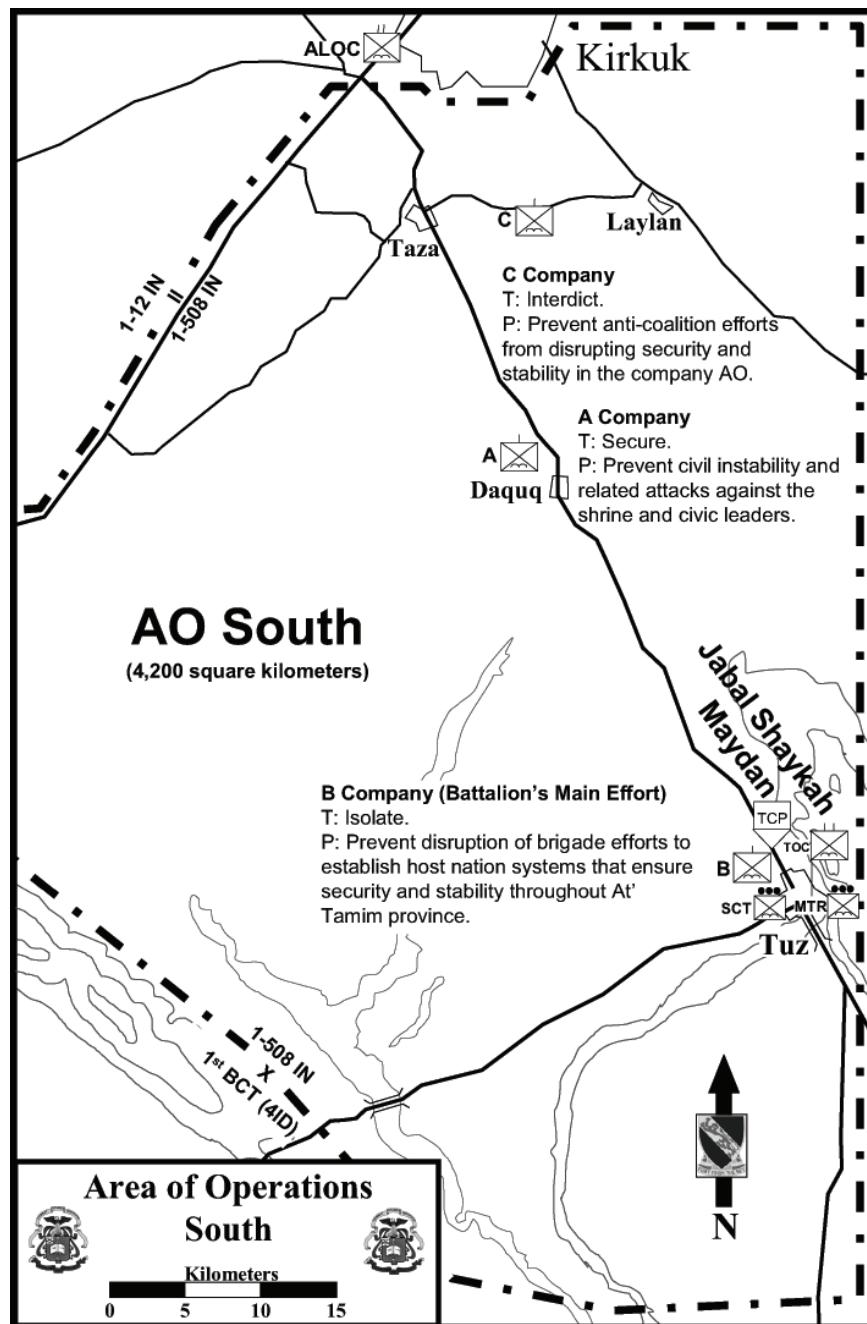 ALOC
Kirkuk
C
Laylan
Taza
1-12 IN
II
1-508 IN
C Company
T: Interdict.
P: Prevent anti-coalition efforts
from disrupting security and
stability in the company AO.
A Company
T: Secure.
P: Prevent civil instability and
related attacks against the
shrine and civic leaders.
A
Daquq
AO South
(4,200 square kilometers)
Jabal Shaykah
Maydan
B Company (Battalion's Main Effort)
T: Isolate.
P: Prevent disruption of brigade efforts to
establish host nation systems that ensure
security and stability throughout At'
Tamim province.
TCP
TOC
B
SCT
MTR
Tuz
1-508 IN
X
1st BCT (4ID)
N
Area of Operations
South
Kilometers
0 5 10 15